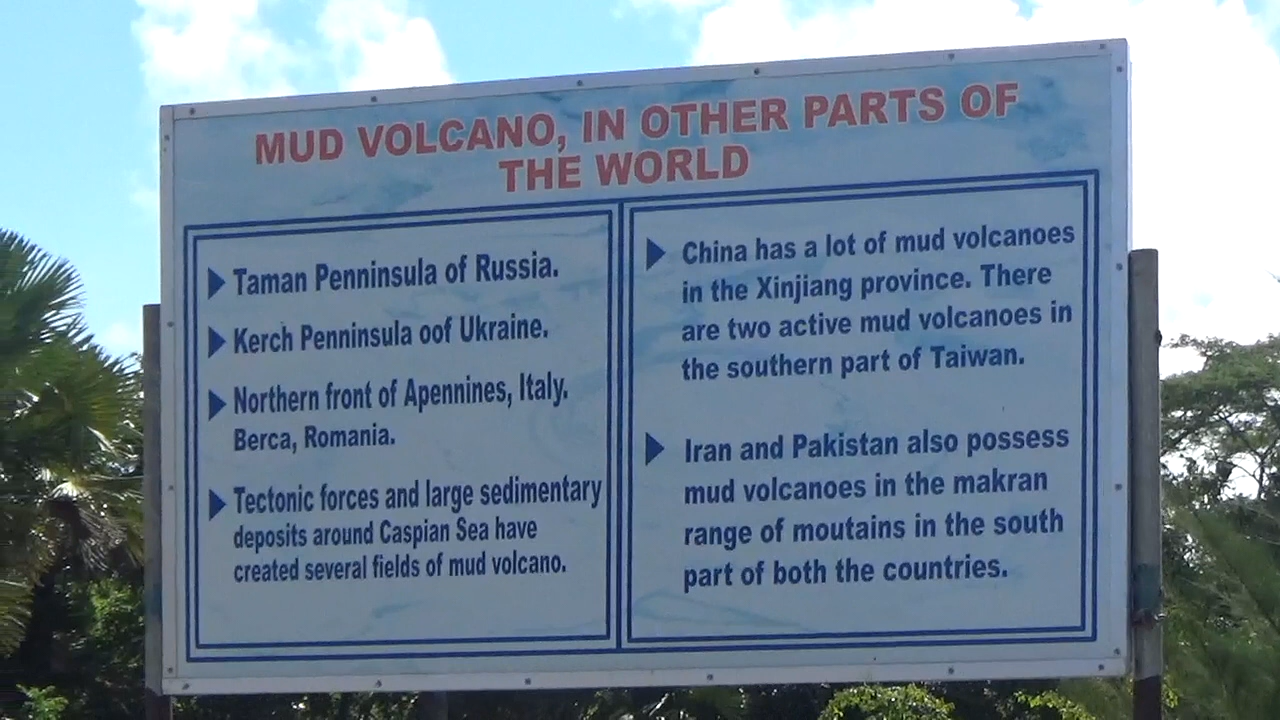 MUD VOLCANO, IN OTHER PARTS OF
THE WORLD
Taman Penninsula of Russia.
Kerch Penninsula oof Ukraine.
Northern front of Apennines, Italy.
Berca, Romania.
Tectonic forces and large sedimentary
deposits around Caspian Sea have
created several fields of mud volcano.
China has a lot of mud volcanoes
in the Xinjiang province. There
are two active mud volcanoes in
the southern part of Taiwan.
Iran and Pakistan also possess
mud volcanoes in the makran
range of moutains in the south
part of both the countries.